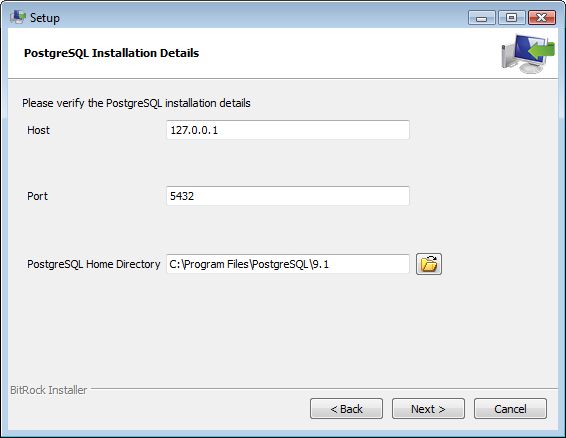 Setup
PostgreSQL Installation Details
Please verify the PostgreSQL installation details
Host 127.0.0.1
Port 5432
PostgreSQL Home Directory C:\Program Files\PostgreSQL\9.1
BitRock Installer
< Back Next > Cancel